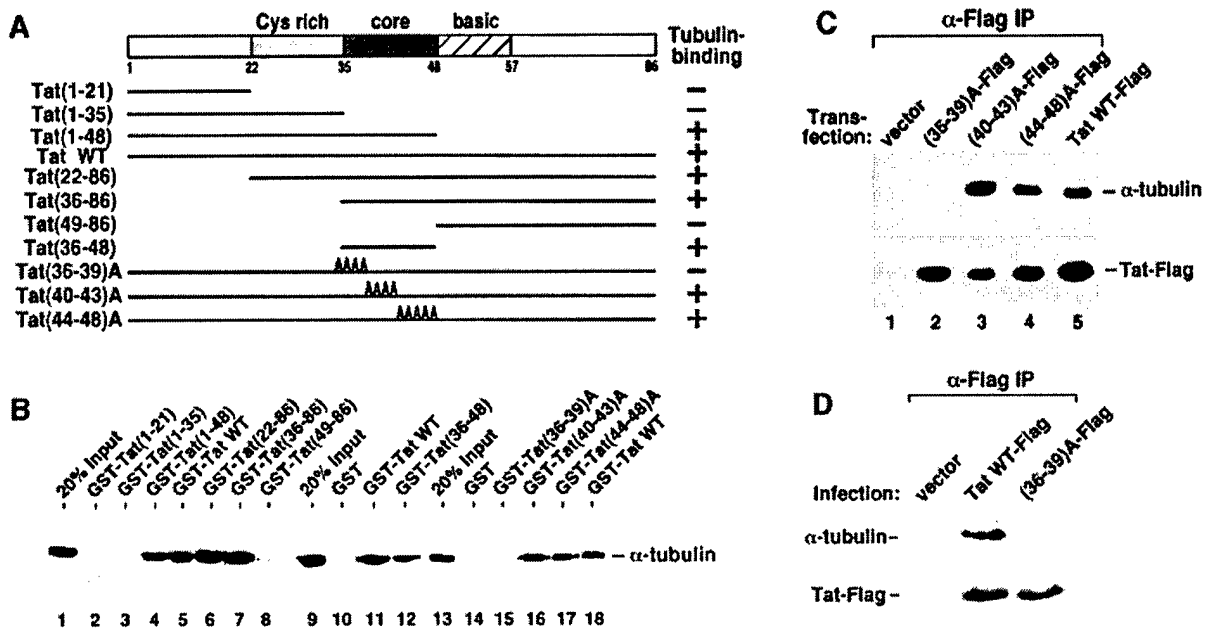 A
Cys rich core basic
Tubulin-
binding
1 22 35 48 57 86
Tat(1-21) −
Tat(1-35) −
Tat(1-48) +
Tat WT +
Tat(22-86) +
Tat(36-86) +
Tat(49-86) −
Tat(36-48) +
AAAA
Tat(36-39)A −
AAAA
Tat(40-43)A +
AAAAA
Tat(44-48)A +
B
20% Input
GST-Tat(1-21)
GST-Tat(1-35)
GST-Tat(1-48)
GST-Tat WT
GST-Tat(22-86)
GST-Tat(36-86)
GST-Tat(49-86)
20% Input
GST
GST-Tat WT
GST-Tat(36-48)
20% Input
GST
GST-Tat(36-39)A
GST-Tat(40-43)A
GST-Tat(44-48)A
GST-Tat WT
– α-tubulin
1 2 3 4 5 6 7 8 9 10 11 12 13 14 15 16 17 18
C
α-Flag IP
Trans-
fection:
vector
(36-39)A-Flag
(40-43)A-Flag
(44-48)A-Flag
Tat WT-Flag
– α-tubulin
– Tat-Flag
1 2 3 4 5
D
α-Flag IP
Infection:
vector
Tat WT-Flag
(36-39)A-Flag
α-tubulin –
Tat-Flag –